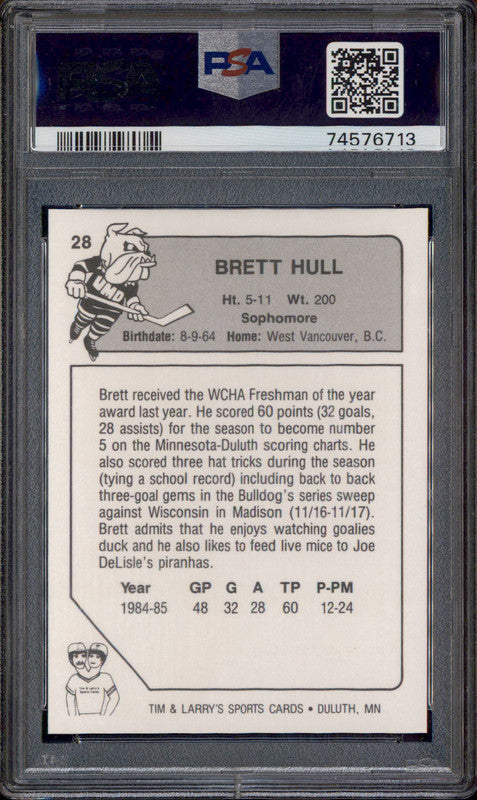 PSA
74576713
28
UMD
BRETT HULL
Ht. 5-11 Wt. 200
Sophomore
Birthdate: 8-9-64 Home: West Vancouver, B.C.
Brett received the WCHA Freshman of the year
award last year. He scored 60 points (32 goals,
28 assists) for the season to become number
5 on the Minnesota-Duluth scoring charts. He
also scored three hat tricks during the season
(tying a school record) including back to back
three-goal gems in the Bulldog's series sweep
against Wisconsin in Madison (11/16-11/17).
Brett admits that he enjoys watching goalies
duck and he also likes to feed live mice to Joe
DeLisle's piranhas.
Year GP G A TP P-PM
1984-85 48 32 28 60 12-24
Tim & Larry's
Sports Cards
TIM & LARRY'S SPORTS CARDS • DULUTH, MN